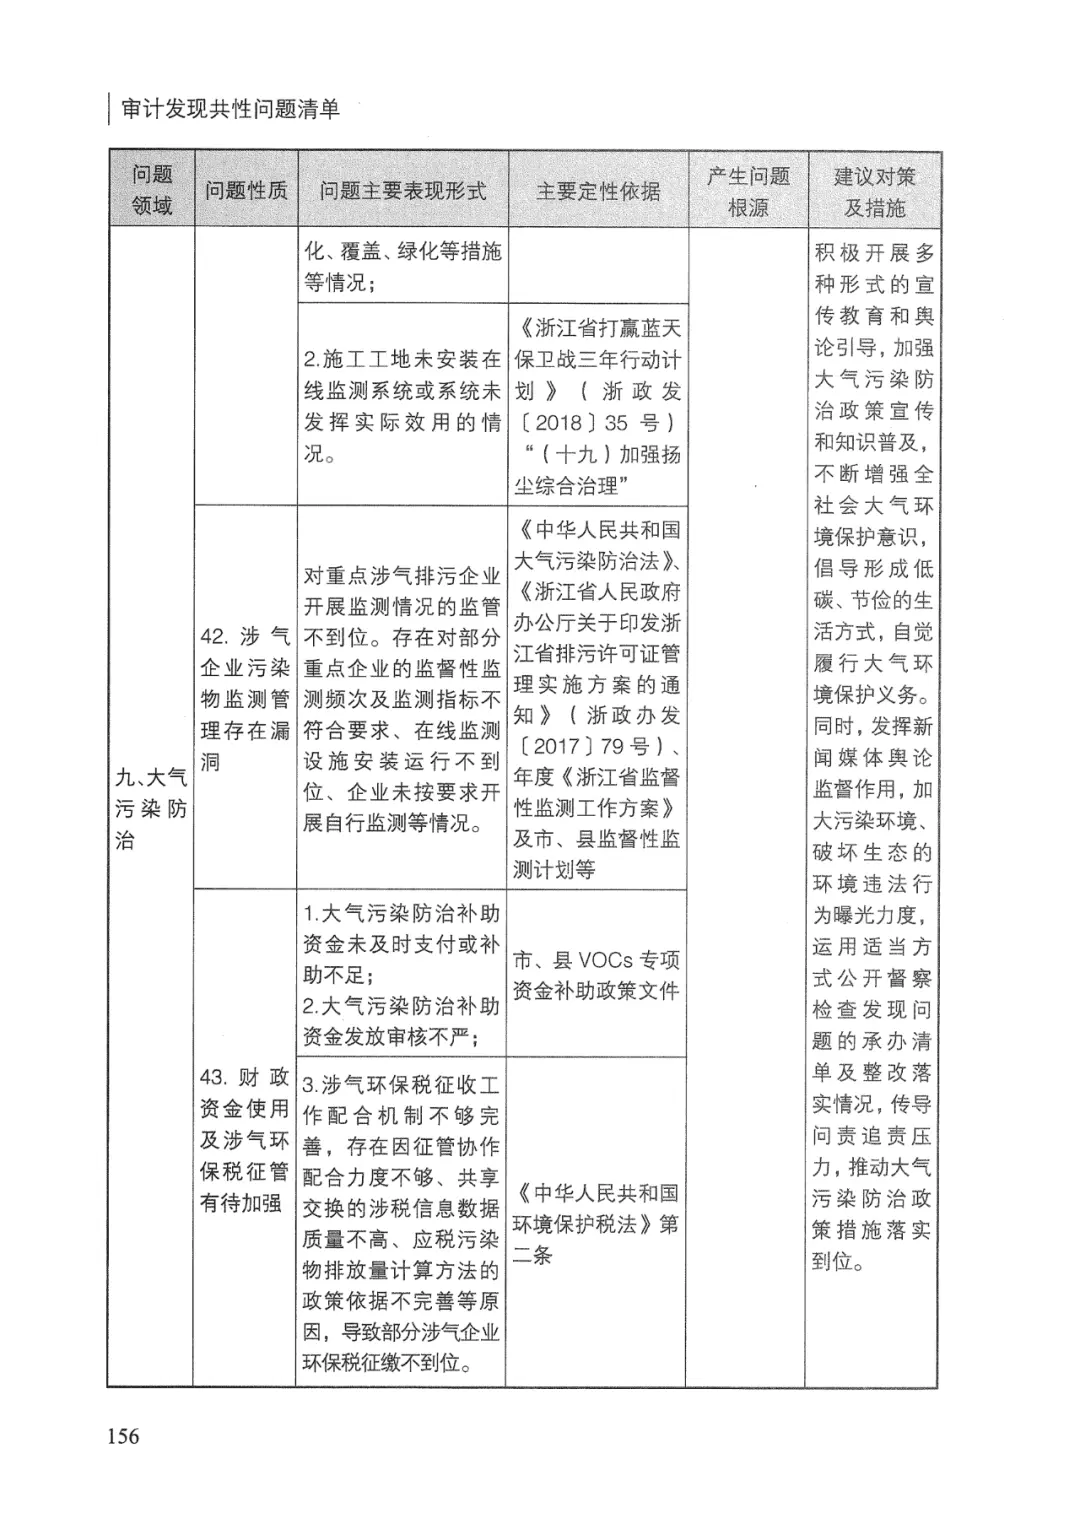 审计发现共性问题清单
问题
领域
问题性质
问题主要表现形式
主要定性依据
产生问题
根源
建议对策
及措施
九、大气
污染防
治
化、覆盖、绿化等措施
等情况；
2.施工工地未安装在
线监测系统或系统未
发挥实际效用的情
况。
《浙江省打赢蓝天
保卫战三年行动计
划》（浙政发
〔2018〕35 号）
“（十九）加强扬
尘综合治理”
42. 涉气
企业污染
物监测管
理存在漏
洞
对重点涉气排污企业
开展监测情况的监管
不到位。存在对部分
重点企业的监督性监
测频次及监测指标不
符合要求、在线监测
设施安装运行不到
位、企业未按要求开
展自行监测等情况。
《中华人民共和国
大气污染防治法》、
《浙江省人民政府
办公厅关于印发浙
江省排污许可证管
理实施方案的通
知》（浙政办发
〔2017〕79 号）、
年度《浙江省监督
性监测工作方案》
及市、县监督性监
测计划等
43. 财政
资金使用
及涉气环
保税征管
有待加强
1.大气污染防治补助
资金未及时支付或补
助不足；
2.大气污染防治补助
资金发放审核不严；
市、县 VOCs 专项
资金补助政策文件
3.涉气环保税征收工
作配合机制不够完
善，存在因征管协作
配合力度不够、共享
交换的涉税信息数据
质量不高、应税污染
物排放量计算方法的
政策依据不完善等原
因，导致部分涉气企业
环保税征缴不到位。
《中华人民共和国
环境保护税法》第
二条
积极开展多
种形式的宣
传教育和舆
论引导，加强
大气污染防
治政策宣传
和知识普及，
不断增强全
社会大气环
境保护意识，
倡导形成低
碳、节俭的生
活方式，自觉
履行大气环
境保护义务。
同时，发挥新
闻媒体舆论
监督作用，加
大污染环境、
破坏生态的
环境违法行
为曝光力度，
运用适当方
式公开督察
检查发现问
题的承办清
单及整改落
实情况，传导
问责追责压
力，推动大气
污染防治政
策措施落实
到位。
156